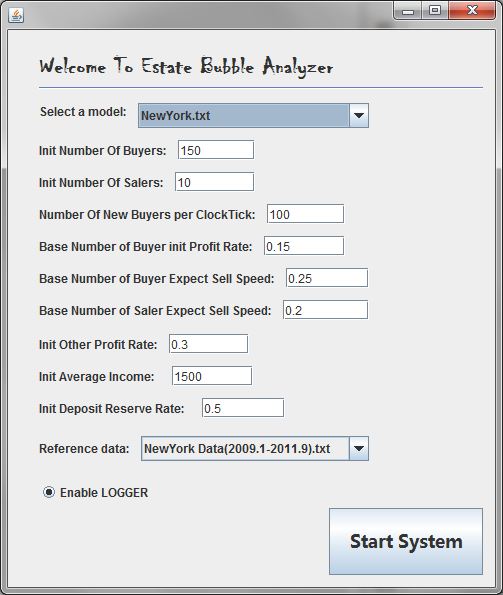 Welcome To Estate Bubble Analyzer
Select a model: NewYork.txt
Init Number Of Buyers: 150
Init Number Of Salers: 10
Number Of New Buyers per ClockTick: 100
Base Number of Buyer init Profit Rate: 0.15
Base Number of Buyer Expect Sell Speed: 0.25
Base Number of Saler Expect Sell Speed: 0.2
Init Other Profit Rate: 0.3
Init Average Income: 1500
Init Deposit Reserve Rate: 0.5
Reference data: NewYork Data(2009.1-2011.9).txt
Enable LOGGER
Start System